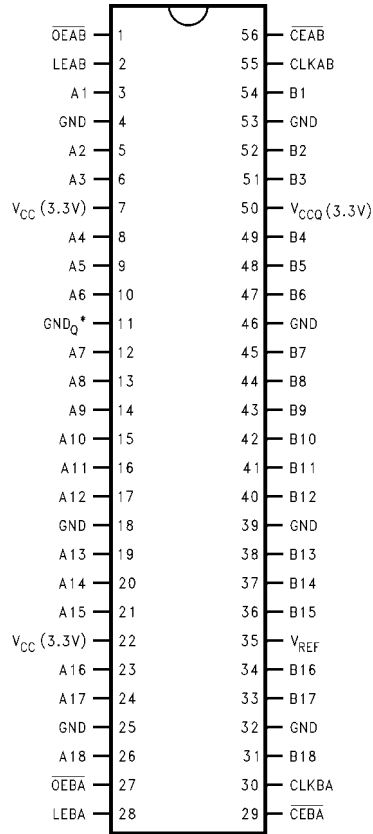 O̅E̅A̅B̅ 1 56 C̅E̅A̅B̅
LEAB 2 55 CLKAB
A1 3 54 B1
GND 4 53 GND
A2 5 52 B2
A3 6 51 B3
VCC (3.3V) 7 50 VCCQ (3.3V)
A4 8 49 B4
A5 9 48 B5
A6 10 47 B6
GNDQ* 11 46 GND
A7 12 45 B7
A8 13 44 B8
A9 14 43 B9
A10 15 42 B10
A11 16 41 B11
A12 17 40 B12
GND 18 39 GND
A13 19 38 B13
A14 20 37 B14
A15 21 36 B15
VCC (3.3V) 22 35 VREF
A16 23 34 B16
A17 24 33 B17
GND 25 32 GND
A18 26 31 B18
O̅E̅B̅A̅ 27 30 CLKBA
LEBA 28 29 C̅E̅B̅A̅